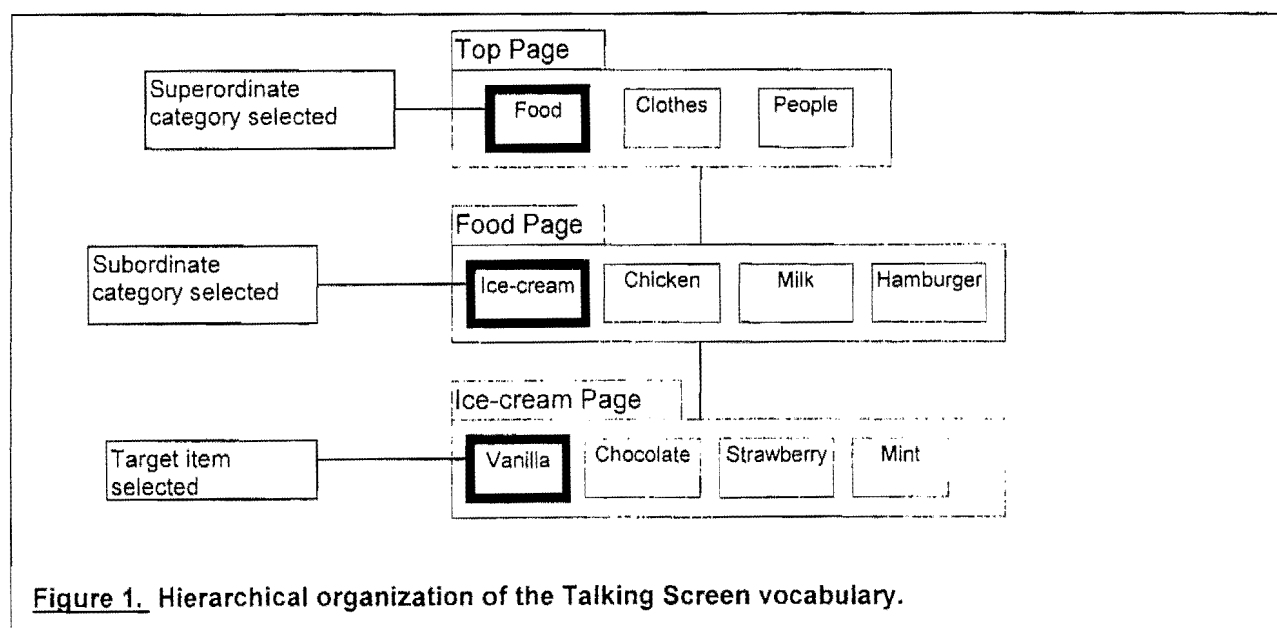 Top Page
Superordinate
category selected
Food
Clothes
People
Food Page
Subordinate
category selected
Ice-cream
Chicken
Milk
Hamburger
Ice-cream Page
Target item
selected
Vanilla
Chocolate
Strawberry
Mint
Figure 1. Hierarchical organization of the Talking Screen vocabulary.